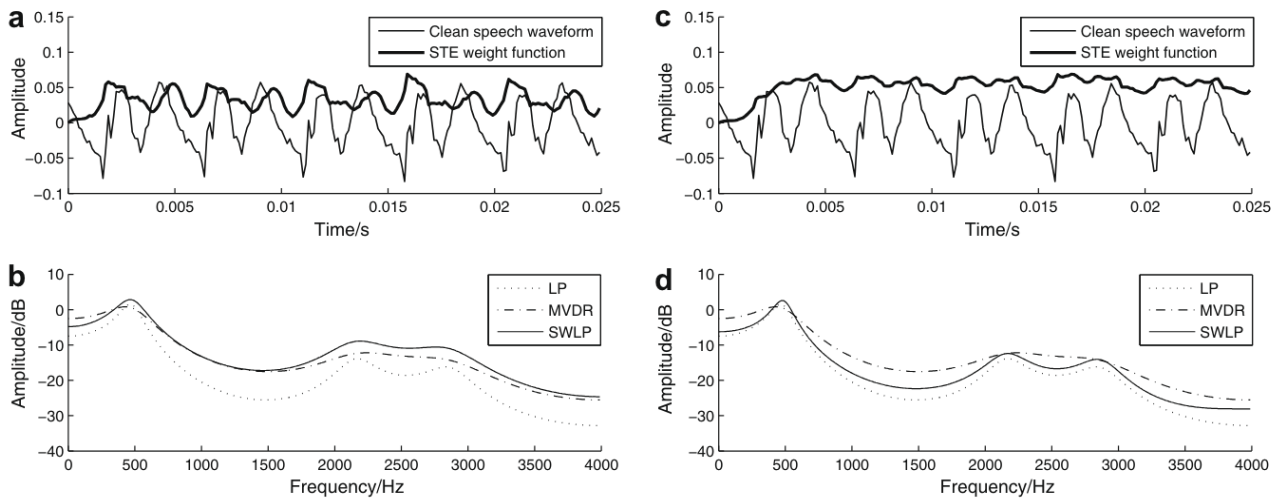 a
0.15
0.1
0.05
0
−0.05
−0.1
Amplitude
Clean speech waveform
STE weight function
0 0.005 0.01 0.015 0.02 0.025
Time/s
c
0.15
0.1
0.05
0
−0.05
−0.1
Amplitude
Clean speech waveform
STE weight function
0 0.005 0.01 0.015 0.02 0.025
Time/s
b
10
0
−10
−20
−30
−40
Amplitude/dB
LP
MVDR
SWLP
0 500 1000 1500 2000 2500 3000 3500 4000
Frequency/Hz
d
10
0
−10
−20
−30
−40
Amplitude/dB
LP
MVDR
SWLP
0 500 1000 1500 2000 2500 3000 3500 4000
Frequency/Hz